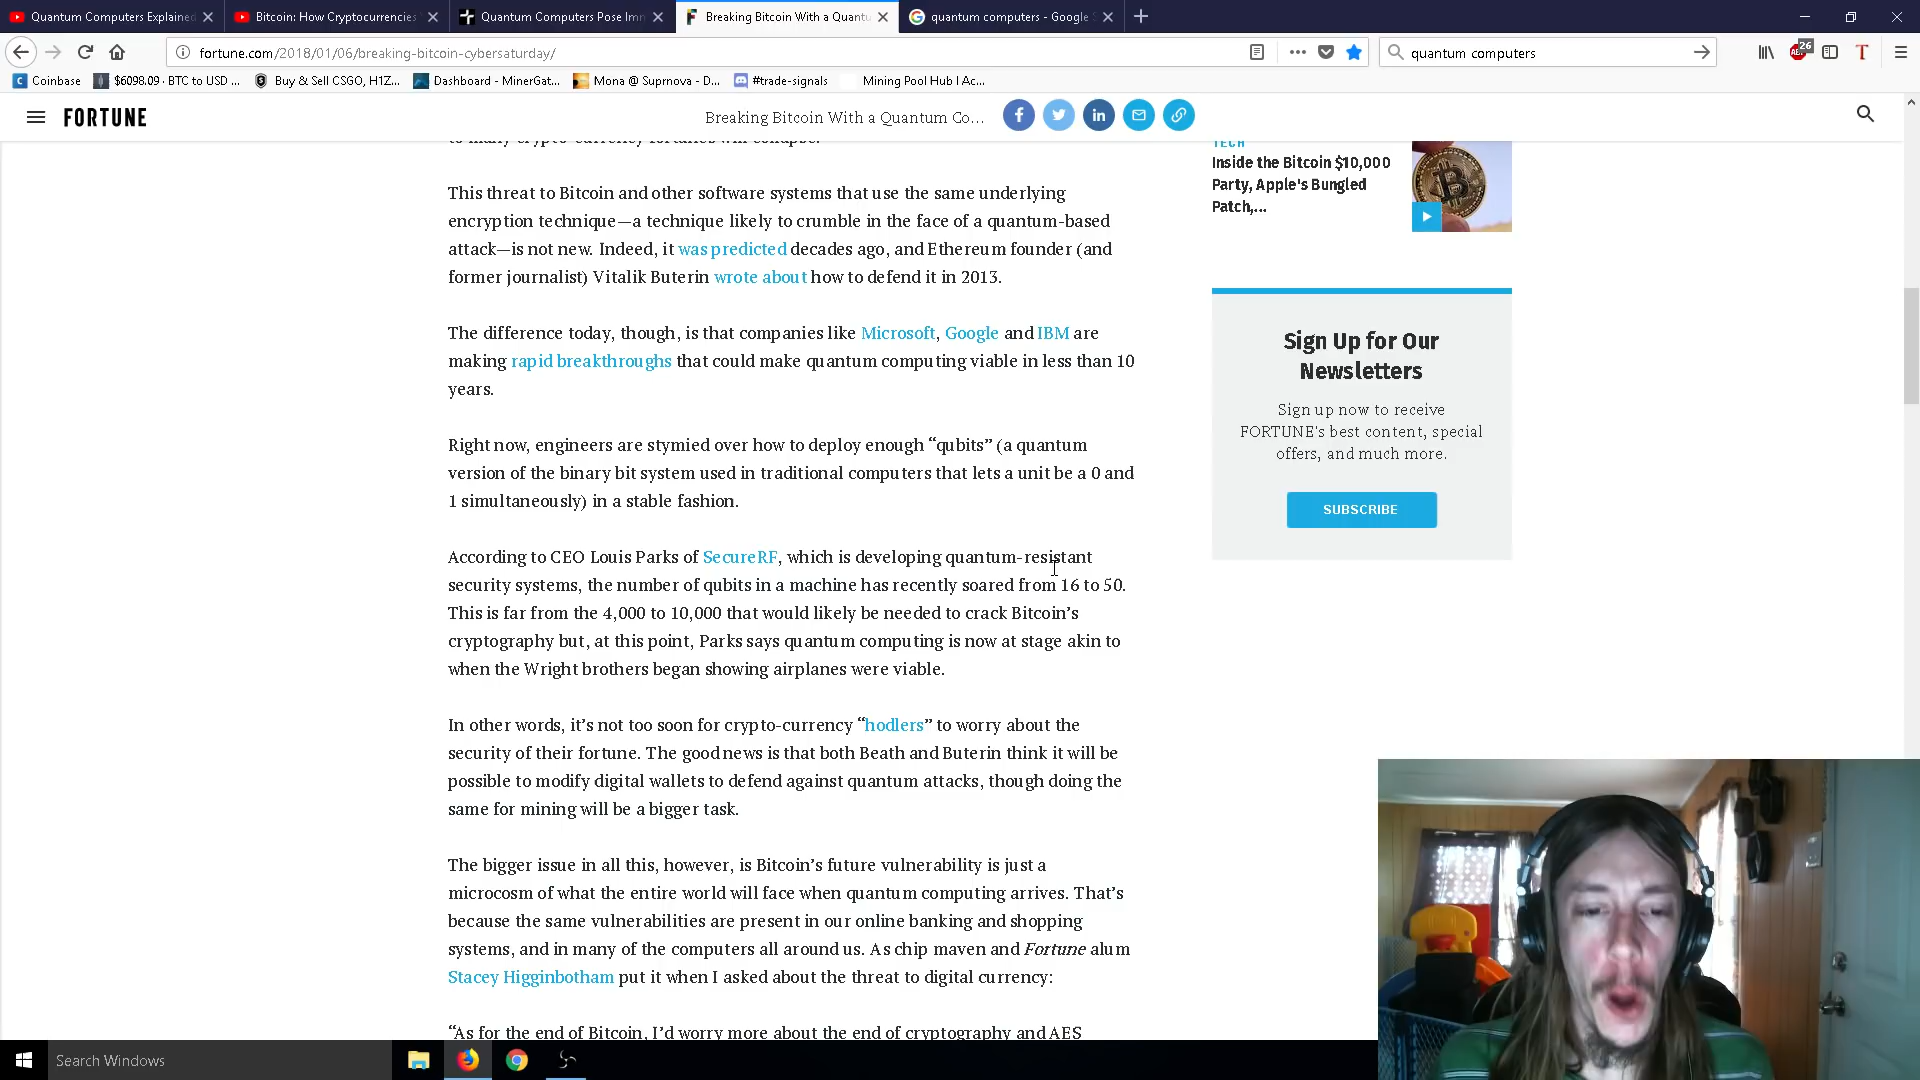 Quantum Computers Explained
Bitcoin: How Cryptocurrencies
Quantum Computers Pose Imm
Breaking Bitcoin With a Quantu
quantum computers - Google S
fortune.com/2018/01/06/breaking-bitcoin-cybersaturday/
quantum computers
26
Coinbase
$6098.09 · BTC to USD ...
Buy & Sell CSGO, H1Z...
Dashboard - MinerGat...
Mona @ Suprnova - D...
#trade-signals
Mining Pool Hub | Ac...
FORTUNE
Breaking Bitcoin With a Quantum Co...
to many crypto-currency fortunes will collapse.
This threat to Bitcoin and other software systems that use the same underlying
encryption technique—a technique likely to crumble in the face of a quantum-based
attack—is not new. Indeed, it was predicted decades ago, and Ethereum founder (and
former journalist) Vitalik Buterin wrote about how to defend it in 2013.
The difference today, though, is that companies like Microsoft, Google and IBM are
making rapid breakthroughs that could make quantum computing viable in less than 10
years.
Right now, engineers are stymied over how to deploy enough “qubits” (a quantum
version of the binary bit system used in traditional computers that lets a unit be a 0 and
1 simultaneously) in a stable fashion.
According to CEO Louis Parks of SecureRF, which is developing quantum-resistant
security systems, the number of qubits in a machine has recently soared from 16 to 50.
This is far from the 4,000 to 10,000 that would likely be needed to crack Bitcoin’s
cryptography but, at this point, Parks says quantum computing is now at stage akin to
when the Wright brothers began showing airplanes were viable.
In other words, it’s not too soon for crypto-currency “hodlers” to worry about the
security of their fortune. The good news is that both Beath and Buterin think it will be
possible to modify digital wallets to defend against quantum attacks, though doing the
same for mining will be a bigger task.
The bigger issue in all this, however, is Bitcoin’s future vulnerability is just a
microcosm of what the entire world will face when quantum computing arrives. That’s
because the same vulnerabilities are present in our online banking and shopping
systems, and in many of the computers all around us. As chip maven and Fortune alum
Stacey Higginbotham put it when I asked about the threat to digital currency:
“As for the end of Bitcoin, I’d worry more about the end of cryptography and AES
TECH
Inside the Bitcoin $10,000
Party, Apple's Bungled
Patch,...
Sign Up for Our
Newsletters
Sign up now to receive
FORTUNE's best content, special
offers, and much more.
SUBSCRIBE
Search Windows